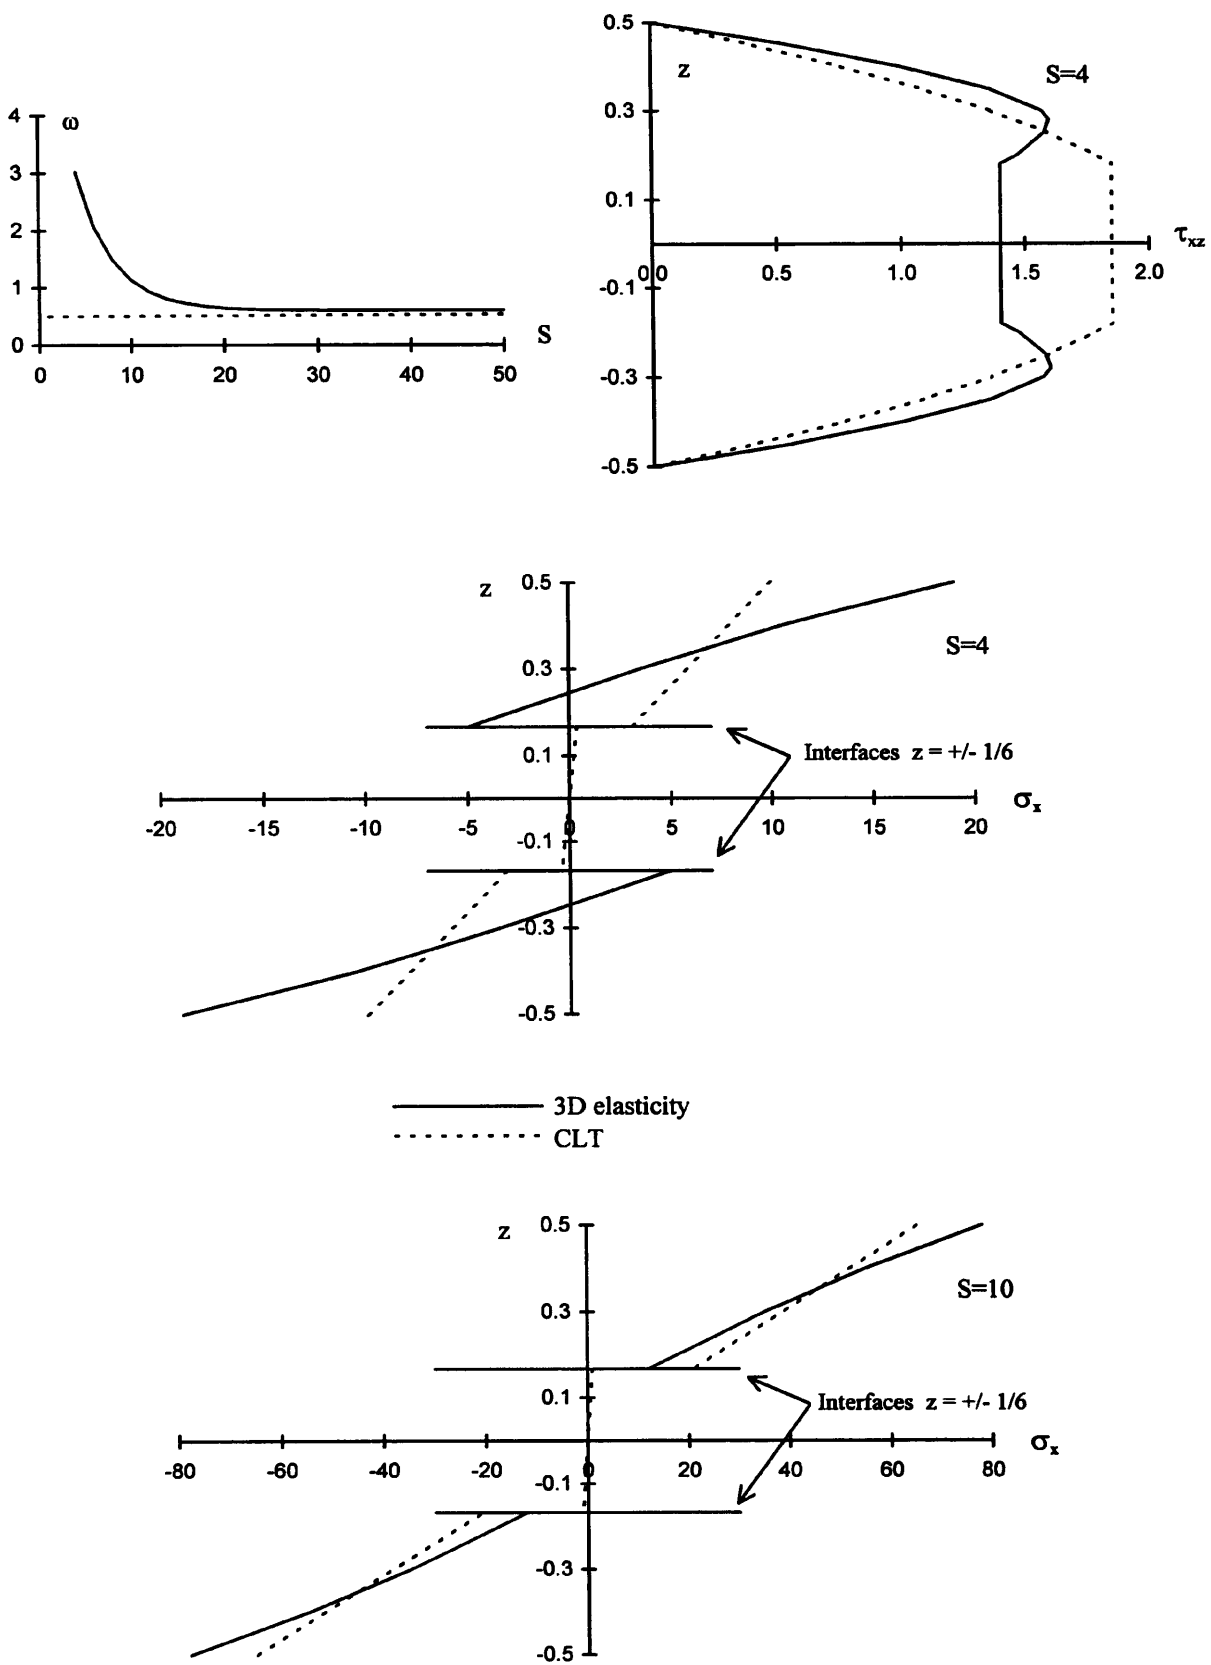 4 ω
3
2
1
0
0 10 20 30 40 50 S
0.5
z S=4
0.3
0.1
0.0 0.5 1.0 1.5 2.0 τxz
-0.1
-0.3
-0.5
z 0.5
S=4
0.3
0.1 Interfaces z = +/- 1/6
-20 -15 -10 -5 0 5 10 15 20 σx
-0.1
-0.3
-0.5
3D elasticity
CLT
z 0.5
S=10
0.3
0.1 Interfaces z = +/- 1/6
-80 -60 -40 -20 0 20 40 60 80 σx
-0.1
-0.3
-0.5